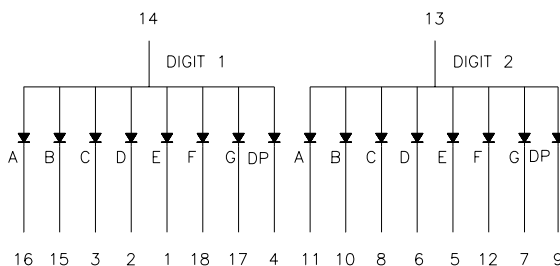 14 13
DIGIT 1 DIGIT 2
A B C D E F G DP A B C D E F G DP
16 15 3 2 1 18 17 4 11 10 8 6 5 12 7 9